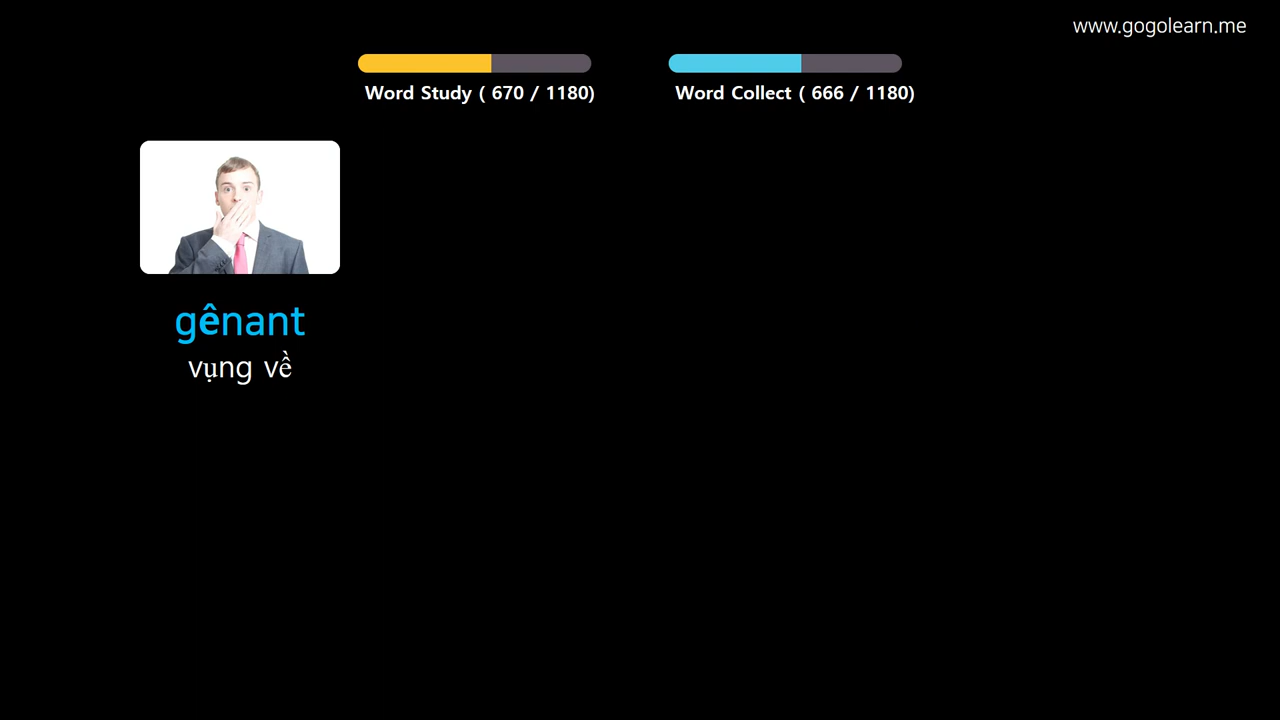 www.gogolearn.me
Word Study ( 670 / 1180)
Word Collect ( 666 / 1180)
gênant
vụng về